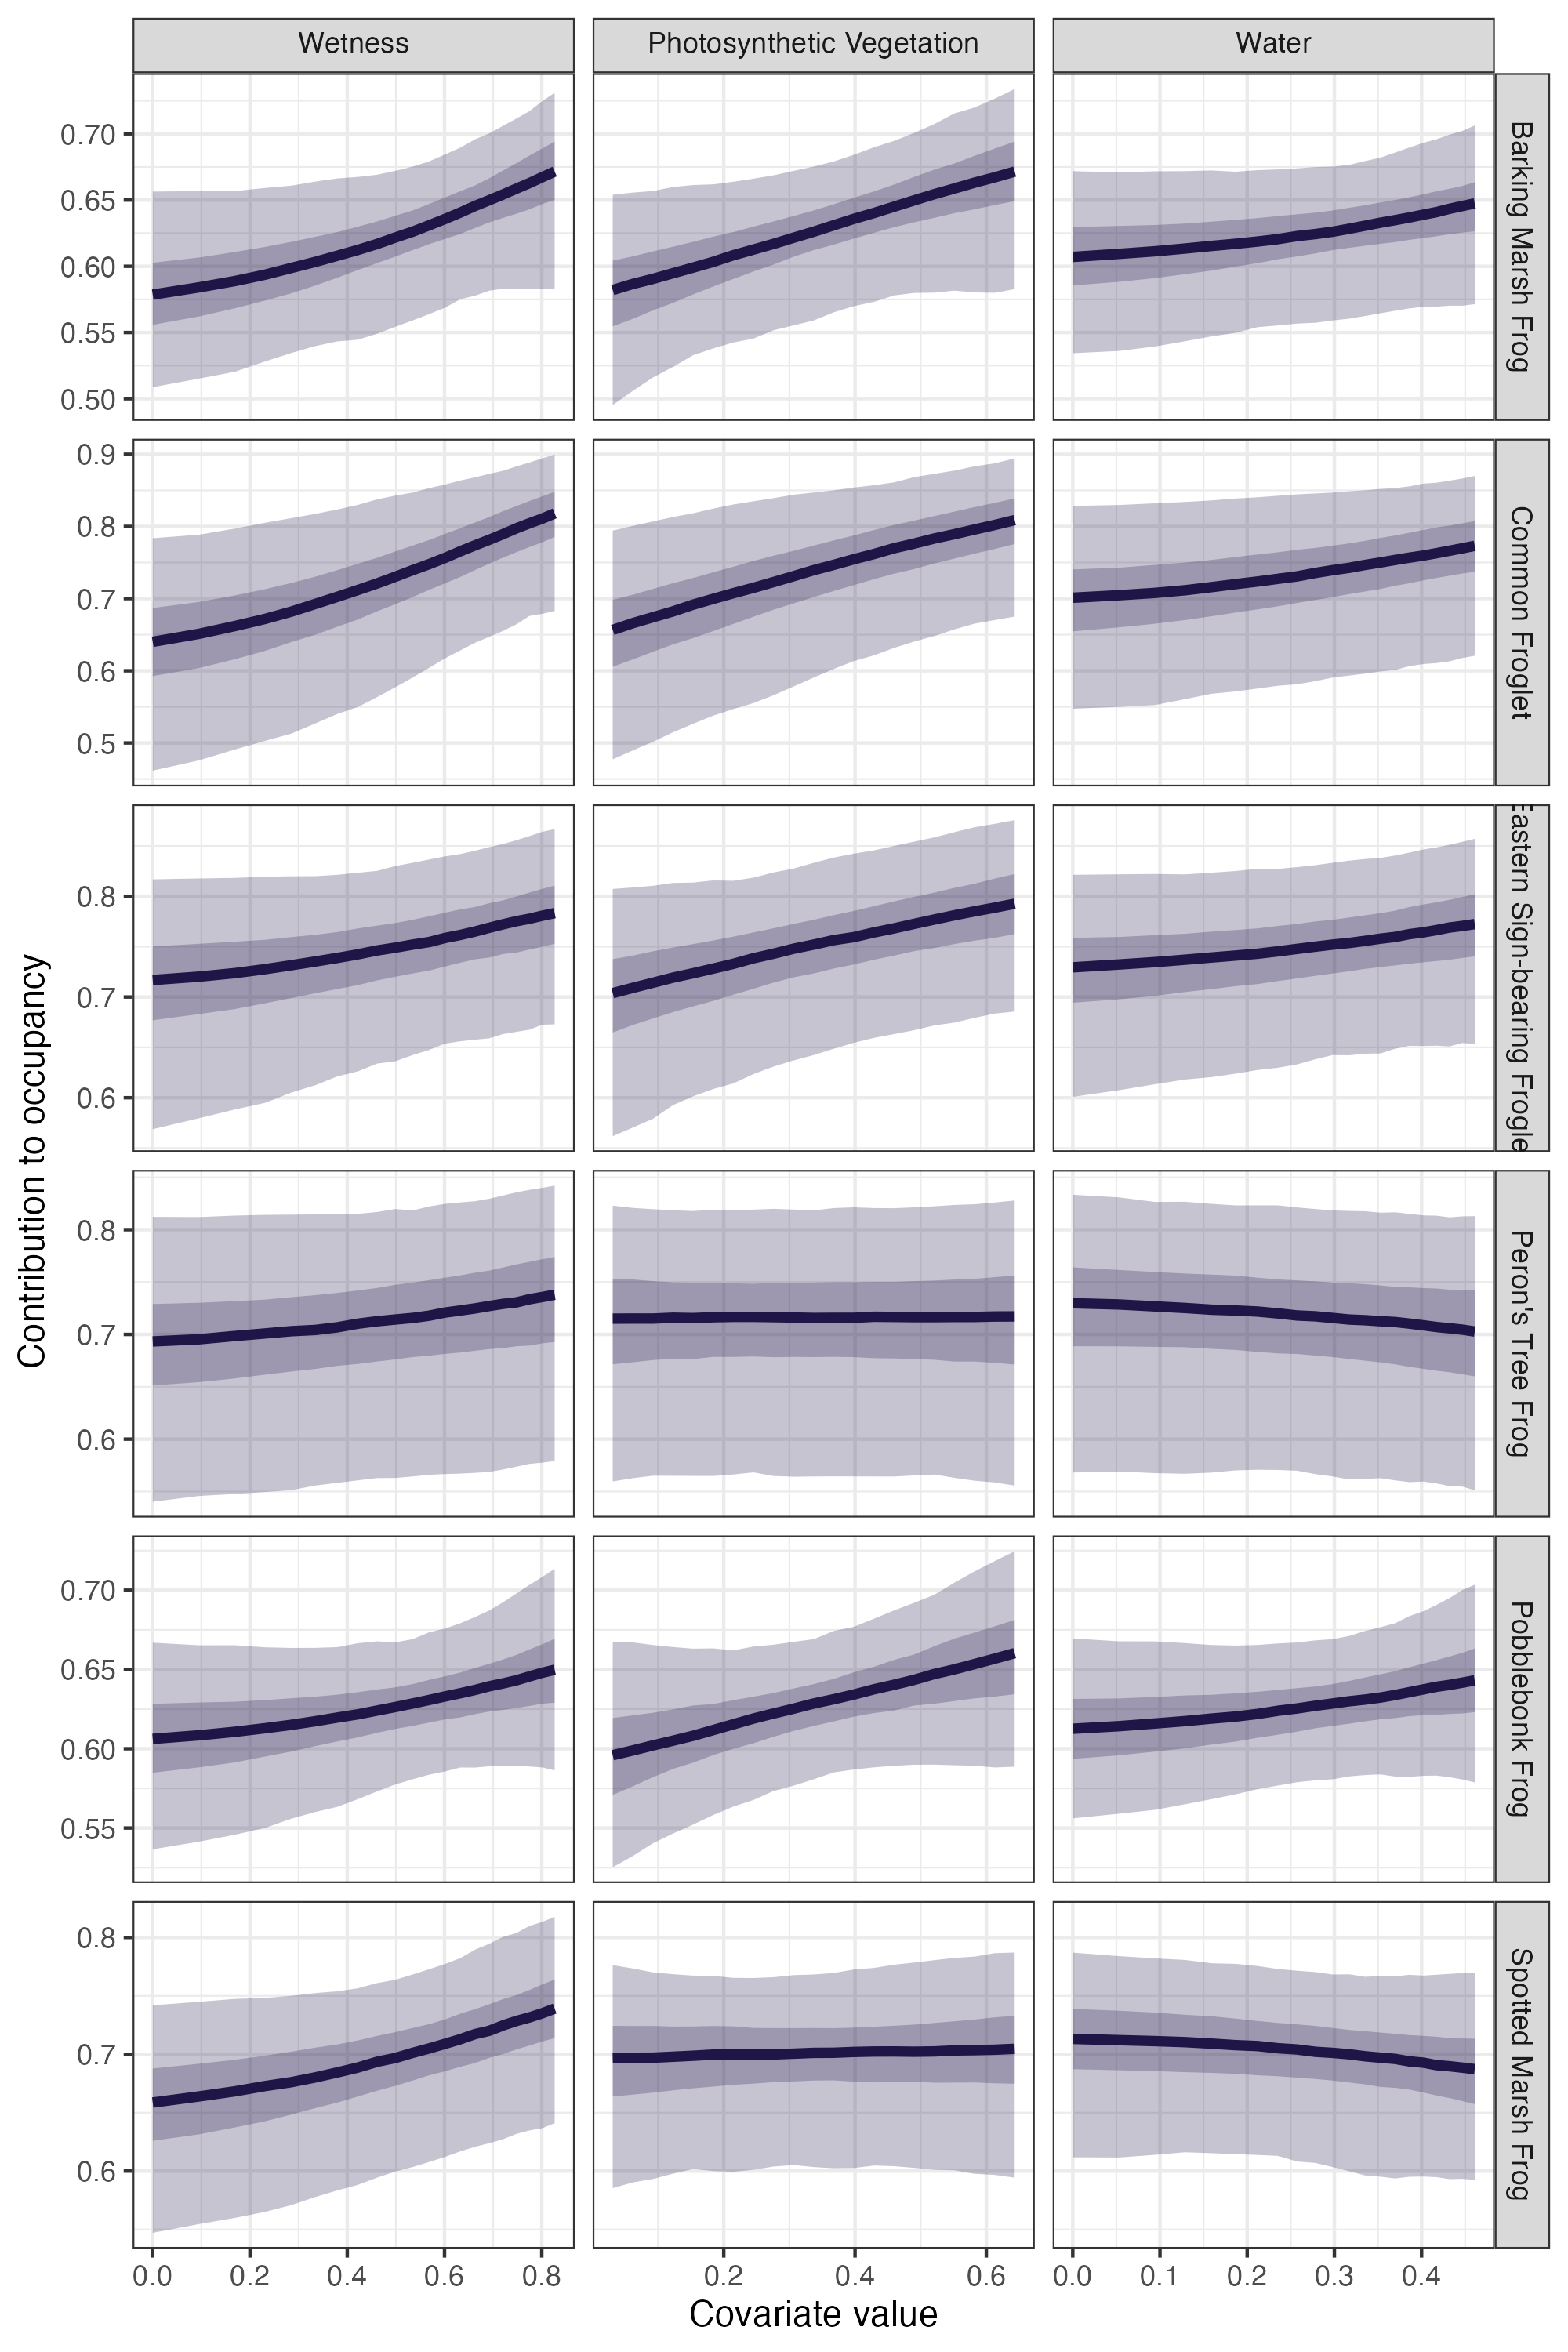 Wetness Photosynthetic Vegetation Water
0.70
0.65
0.60
0.55
0.50
Barking Marsh Frog
0.9
0.8
0.7
0.6
0.5
Common Froglet
0.8
0.7
0.6
Eastern Sign-bearing Frogle
0.8
0.7
0.6
Peron's Tree Frog
0.70
0.65
0.60
0.55
Pobblebonk Frog
0.8
0.7
0.6
Spotted Marsh Frog
Contribution to occupancy
0.0 0.2 0.4 0.6 0.8 0.2 0.4 0.6 0.0 0.1 0.2 0.3 0.4
Covariate value